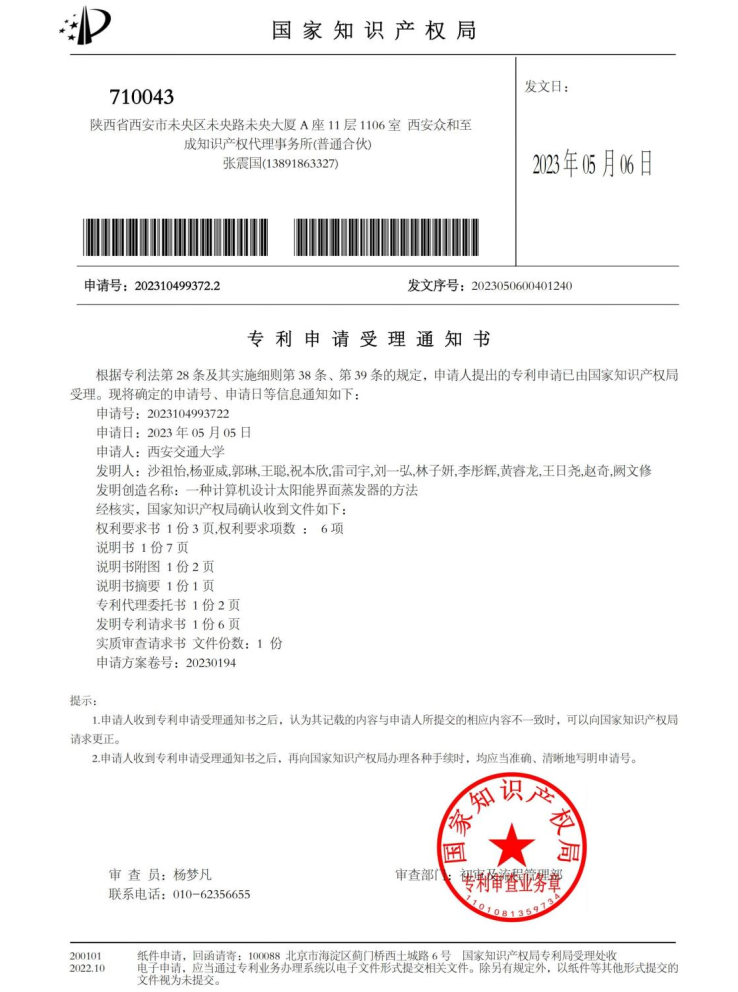 国家知识产权局
710043
陕西省西安市未央区未央路未央大厦 A 座 11 层 1106 室 西安众和至
成知识产权代理事务所(普通合伙)
张震国(13891863327)
发文日：
2023 年 05 月 06 日
申请号：202310499372.2
发文序号：2023050600401240
专利申请受理通知书
根据专利法第 28 条及其实施细则第 38 条、第 39 条的规定，申请人提出的专利申请已由国家知识产权局
受理。现将确定的申请号、申请日等信息通知如下：
申请号：2023104993722
申请日：2023 年 05 月 05 日
申请人：西安交通大学
发明人：沙祖怡,杨亚威,郭琳,王聪,祝本欣,雷司宇,刘一弘,林子妍,李彤辉,黄睿龙,王日尧,赵奇,阙文修
发明创造名称：一种计算机设计太阳能界面蒸发器的方法
经核实，国家知识产权局确认收到文件如下：
权利要求书 1 份 3 页,权利要求项数 ： 6 项
说明书 1 份 7 页
说明书附图 1 份 2 页
说明书摘要 1 份 1 页
专利代理委托书 1 份 2 页
发明专利请求书 1 份 6 页
实质审查请求书 文件份数：1 份
申请方案卷号：20230194
提示：
1.申请人收到专利申请受理通知书之后，认为其记载的内容与申请人所提交的相应内容不一致时，可以向国家知识产权局
请求更正。
2.申请人收到专利申请受理通知书之后，再向国家知识产权局办理各种手续时，均应当准确、清晰地写明申请号。
国家知识产权局
专利审查业务章
1101081359734
审 查 员：杨梦凡
审查部门：初审及流程管理部
联系电话：010-62356655
200101 纸件申请，回函请寄：100088 北京市海淀区蓟门桥西土城路 6 号 国家知识产权局专利局受理处收
2022.10 电子申请，应当通过专利业务办理系统以电子文件形式提交相关文件。除另有规定外，以纸件等其他形式提交的
文件视为未提交。